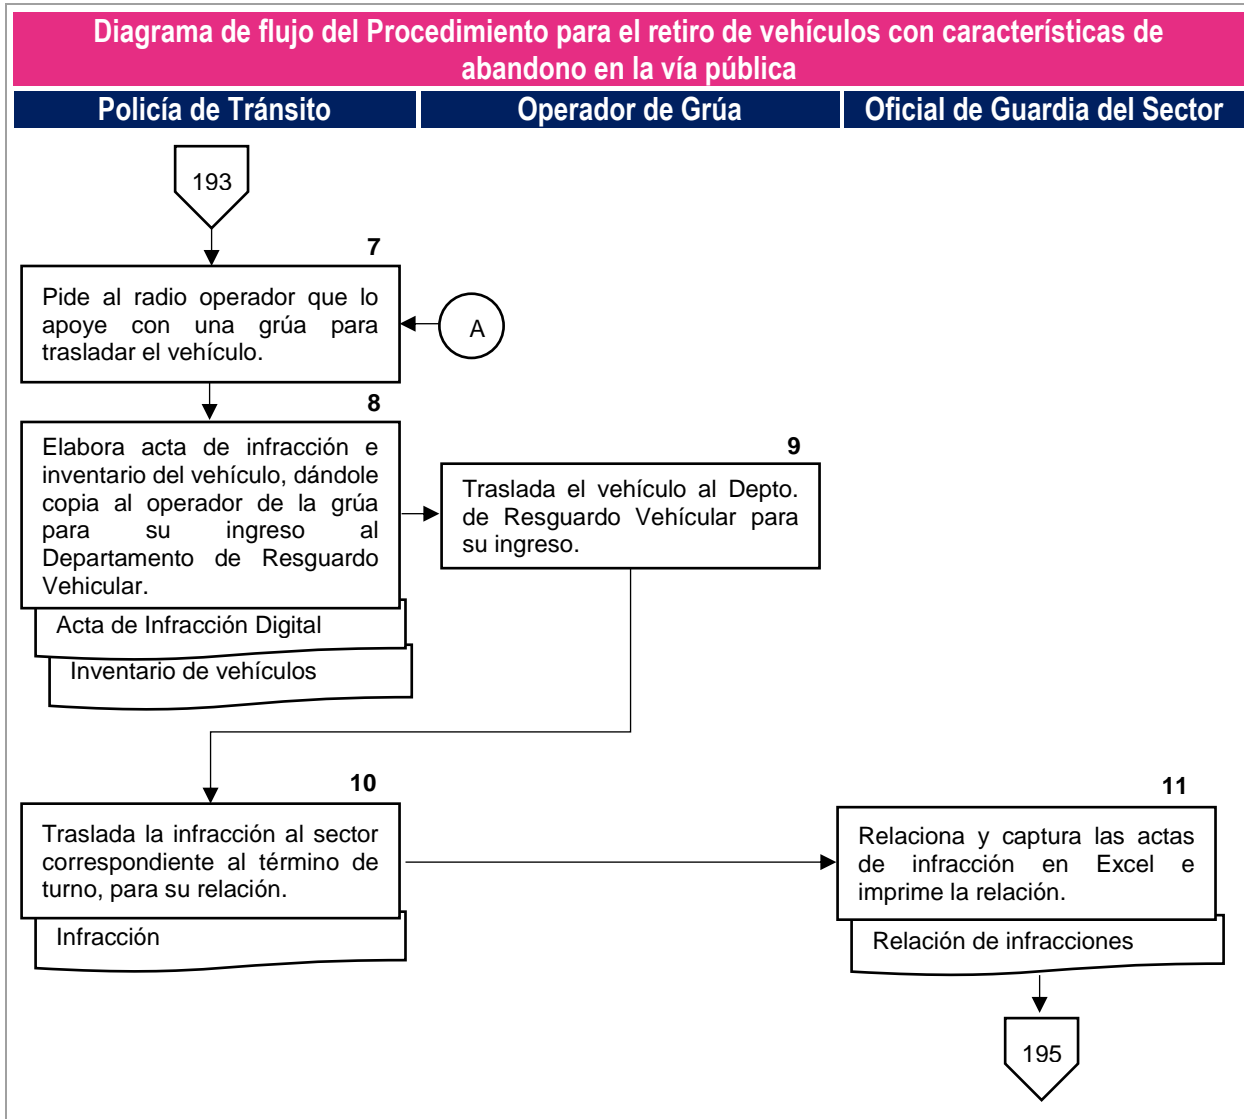 Diagrama de flujo del Procedimiento para el retiro de vehículos con características de
abandono en la vía pública
Policía de Tránsito
Operador de Grúa
Oficial de Guardia del Sector
193
7
Pide al radio operador que lo
apoye con una grúa para
trasladar el vehículo.
A
8
Elabora acta de infracción e
inventario del vehículo, dándole
copia al operador de la grúa
para su ingreso al
Departamento de Resguardo
Vehicular.
Acta de Infracción Digital
Inventario de vehículos
9
Traslada el vehículo al Depto.
de Resguardo Vehícular para
su ingreso.
10
Traslada la infracción al sector
correspondiente al término de
turno, para su relación.
Infracción
11
Relaciona y captura las actas
de infracción en Excel e
imprime la relación.
Relación de infracciones
195